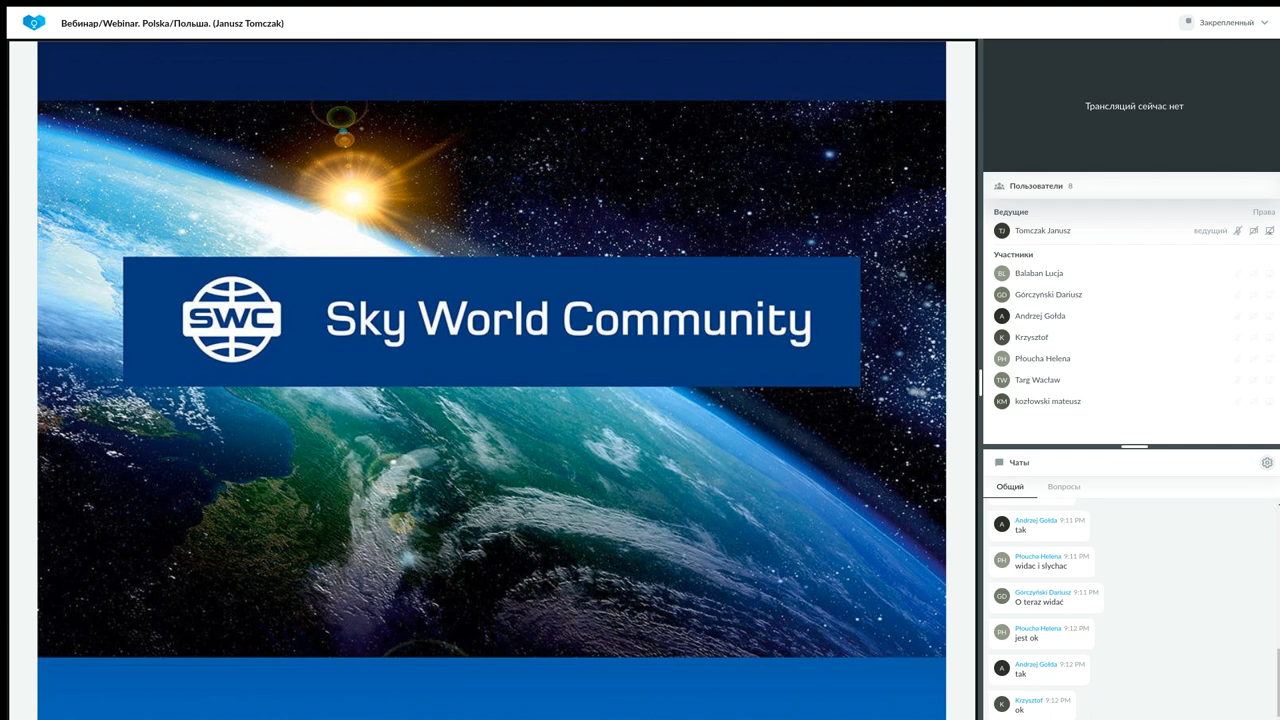 Вебинар/Webinar. Polska/Польша. (Janusz Tomczak)
Закрепленный
SWC
Sky World Community
Трансляций сейчас нет
Пользователи 8
Ведущие Права
TJ Tomczak Janusz ведущий
Участники
BL Balaban Lucja
GD Górczyński Dariusz
A Andrzej Gołda
K Krzysztof
PH Płoucha Helena
TW Targ Wacław
KM kozłowski mateusz
Чаты
Общий Вопросы
A Andrzej Gołda 9:11 PM
tak
PH Płoucha Helena 9:11 PM
widac i slychac
GD Górczyński Dariusz 9:11 PM
O teraz widać
PH Płoucha Helena 9:12 PM
jest ok
A Andrzej Gołda 9:12 PM
tak
K Krzysztof 9:12 PM
ok